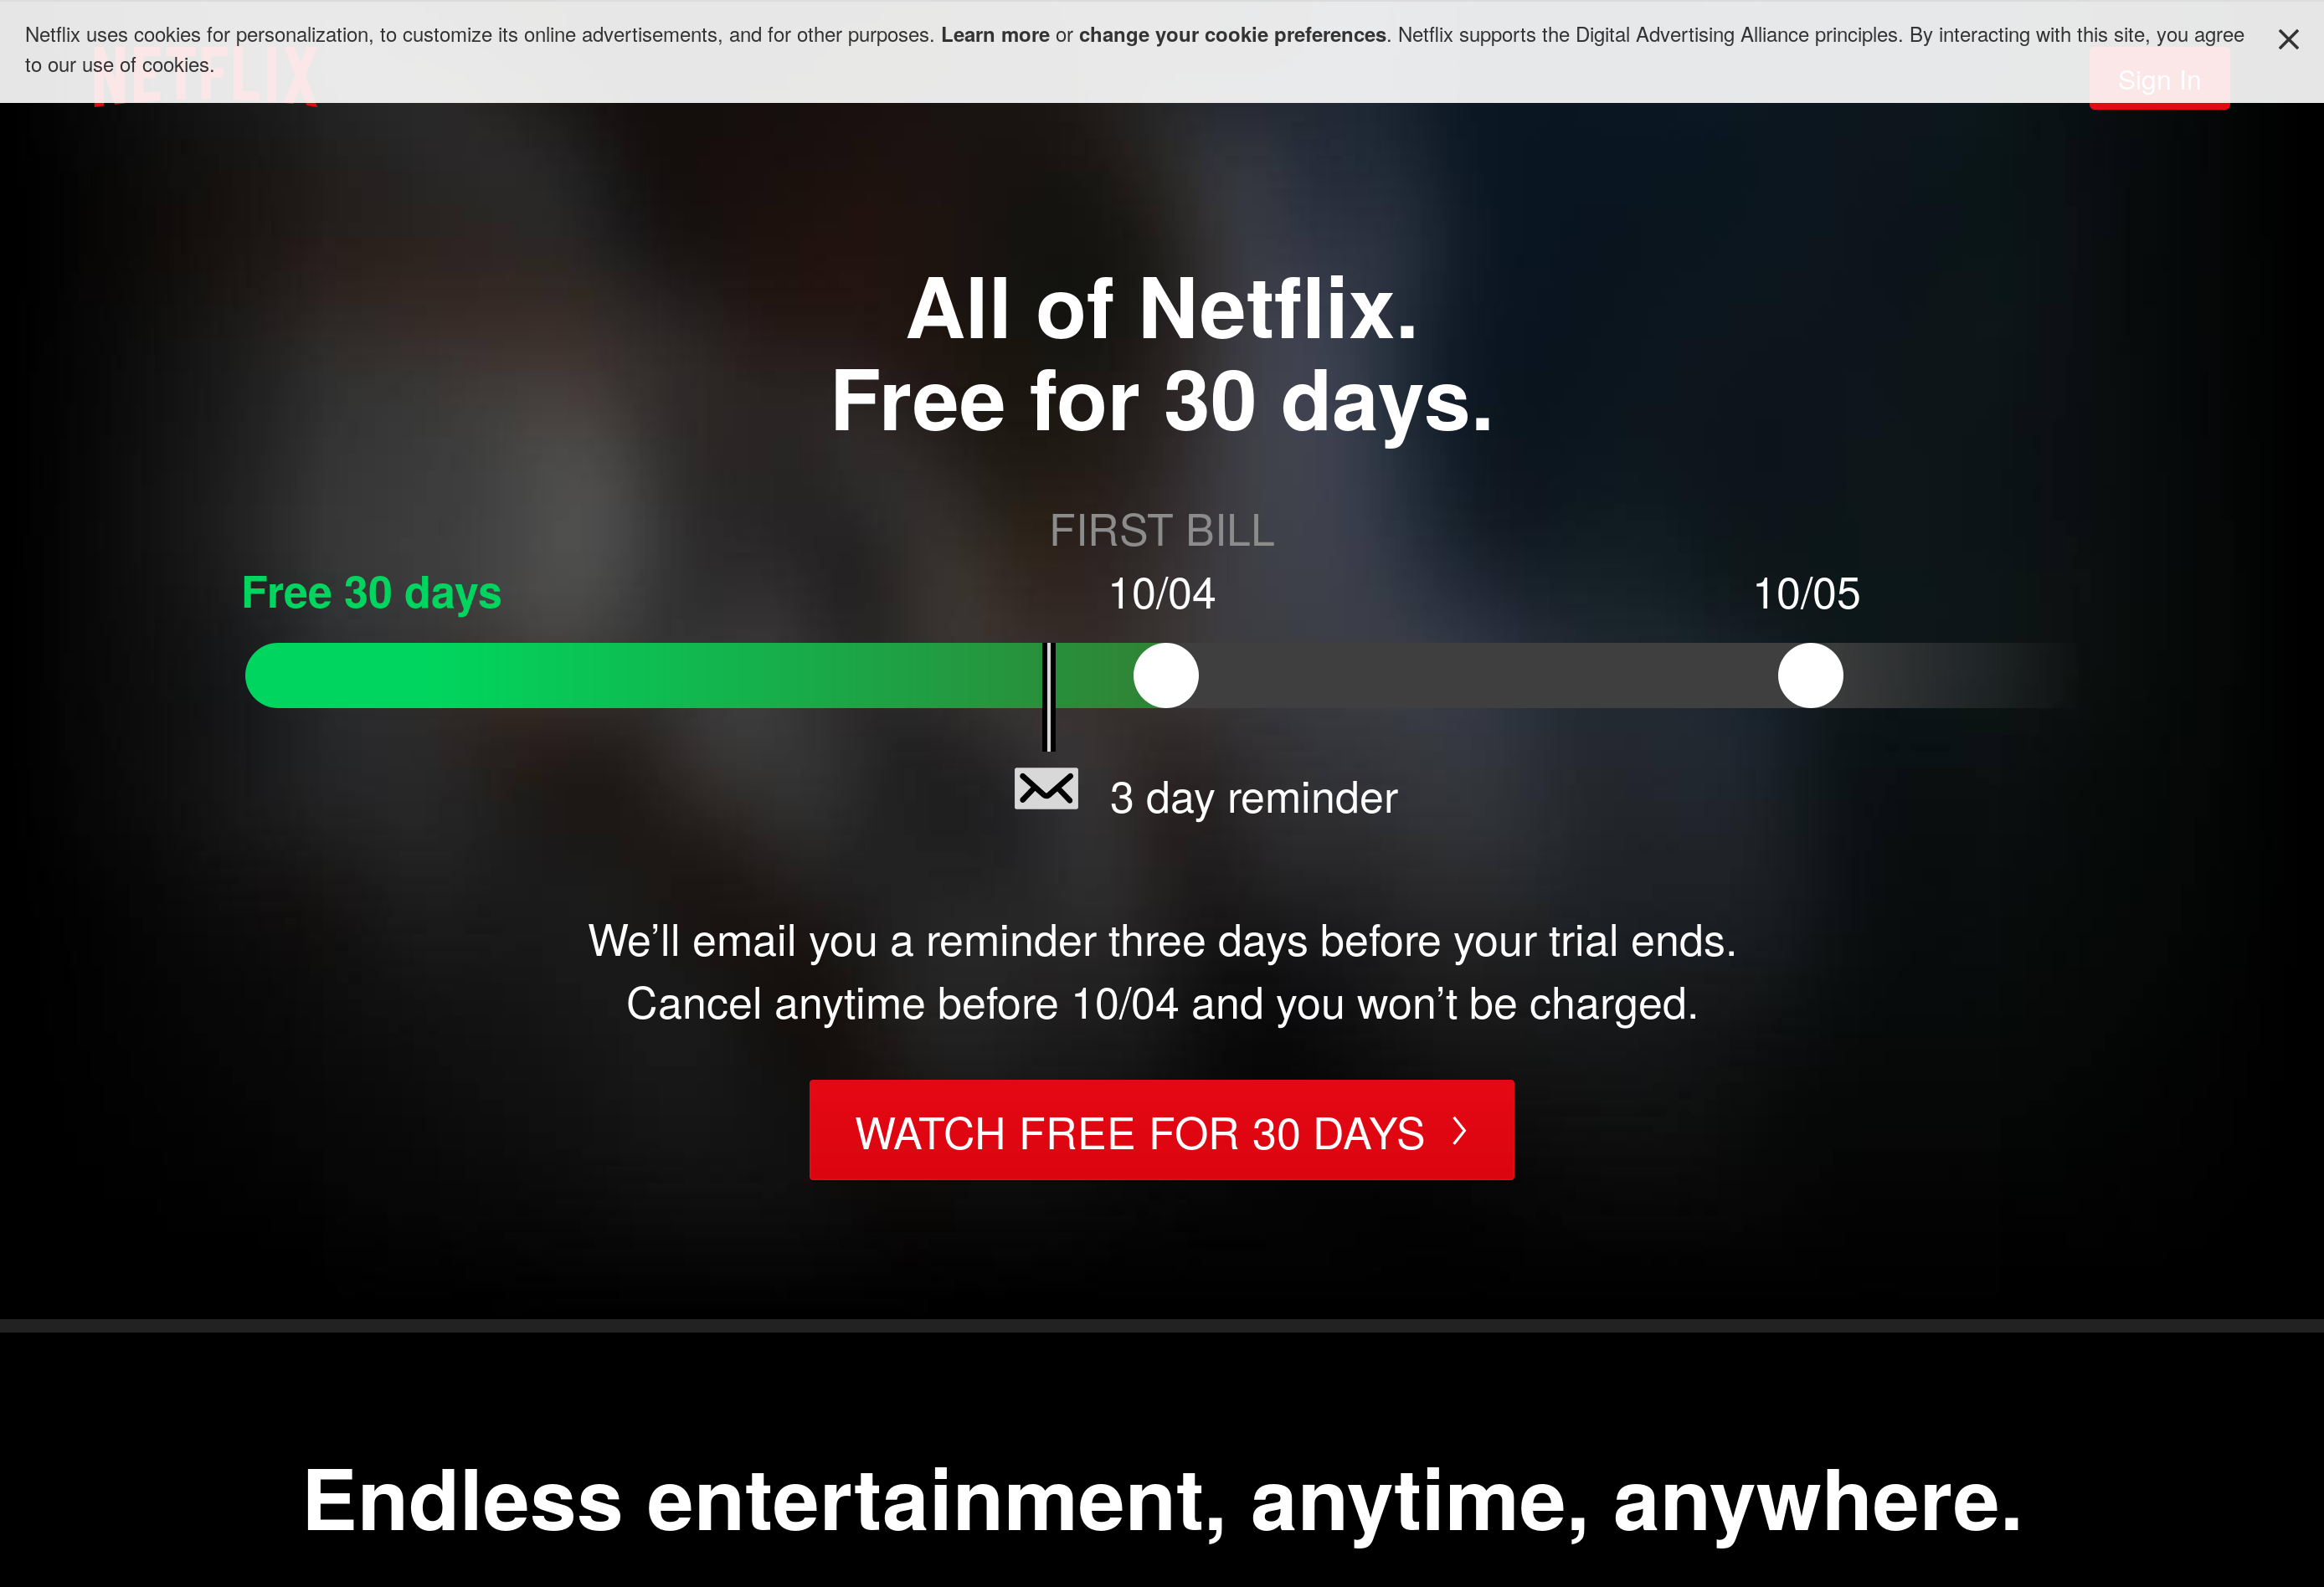 Netflix uses cookies for personalization, to customize its online advertisements, and for other purposes. Learn more or change your cookie preferences. Netflix supports the Digital Advertising Alliance principles. By interacting with this site, you agree
to our use of cookies.
NETFLIX
Sign In
All of Netflix.
Free for 30 days.
FIRST BILL
Free 30 days
10/04
10/05
3 day reminder
We’ll email you a reminder three days before your trial ends.
Cancel anytime before 10/04 and you won’t be charged.
WATCH FREE FOR 30 DAYS
Endless entertainment, anytime, anywhere.